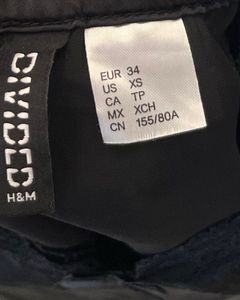 DIVIDED
H&M
EUR 34
US XS
CA TP
MX XCH
CN 155/80A